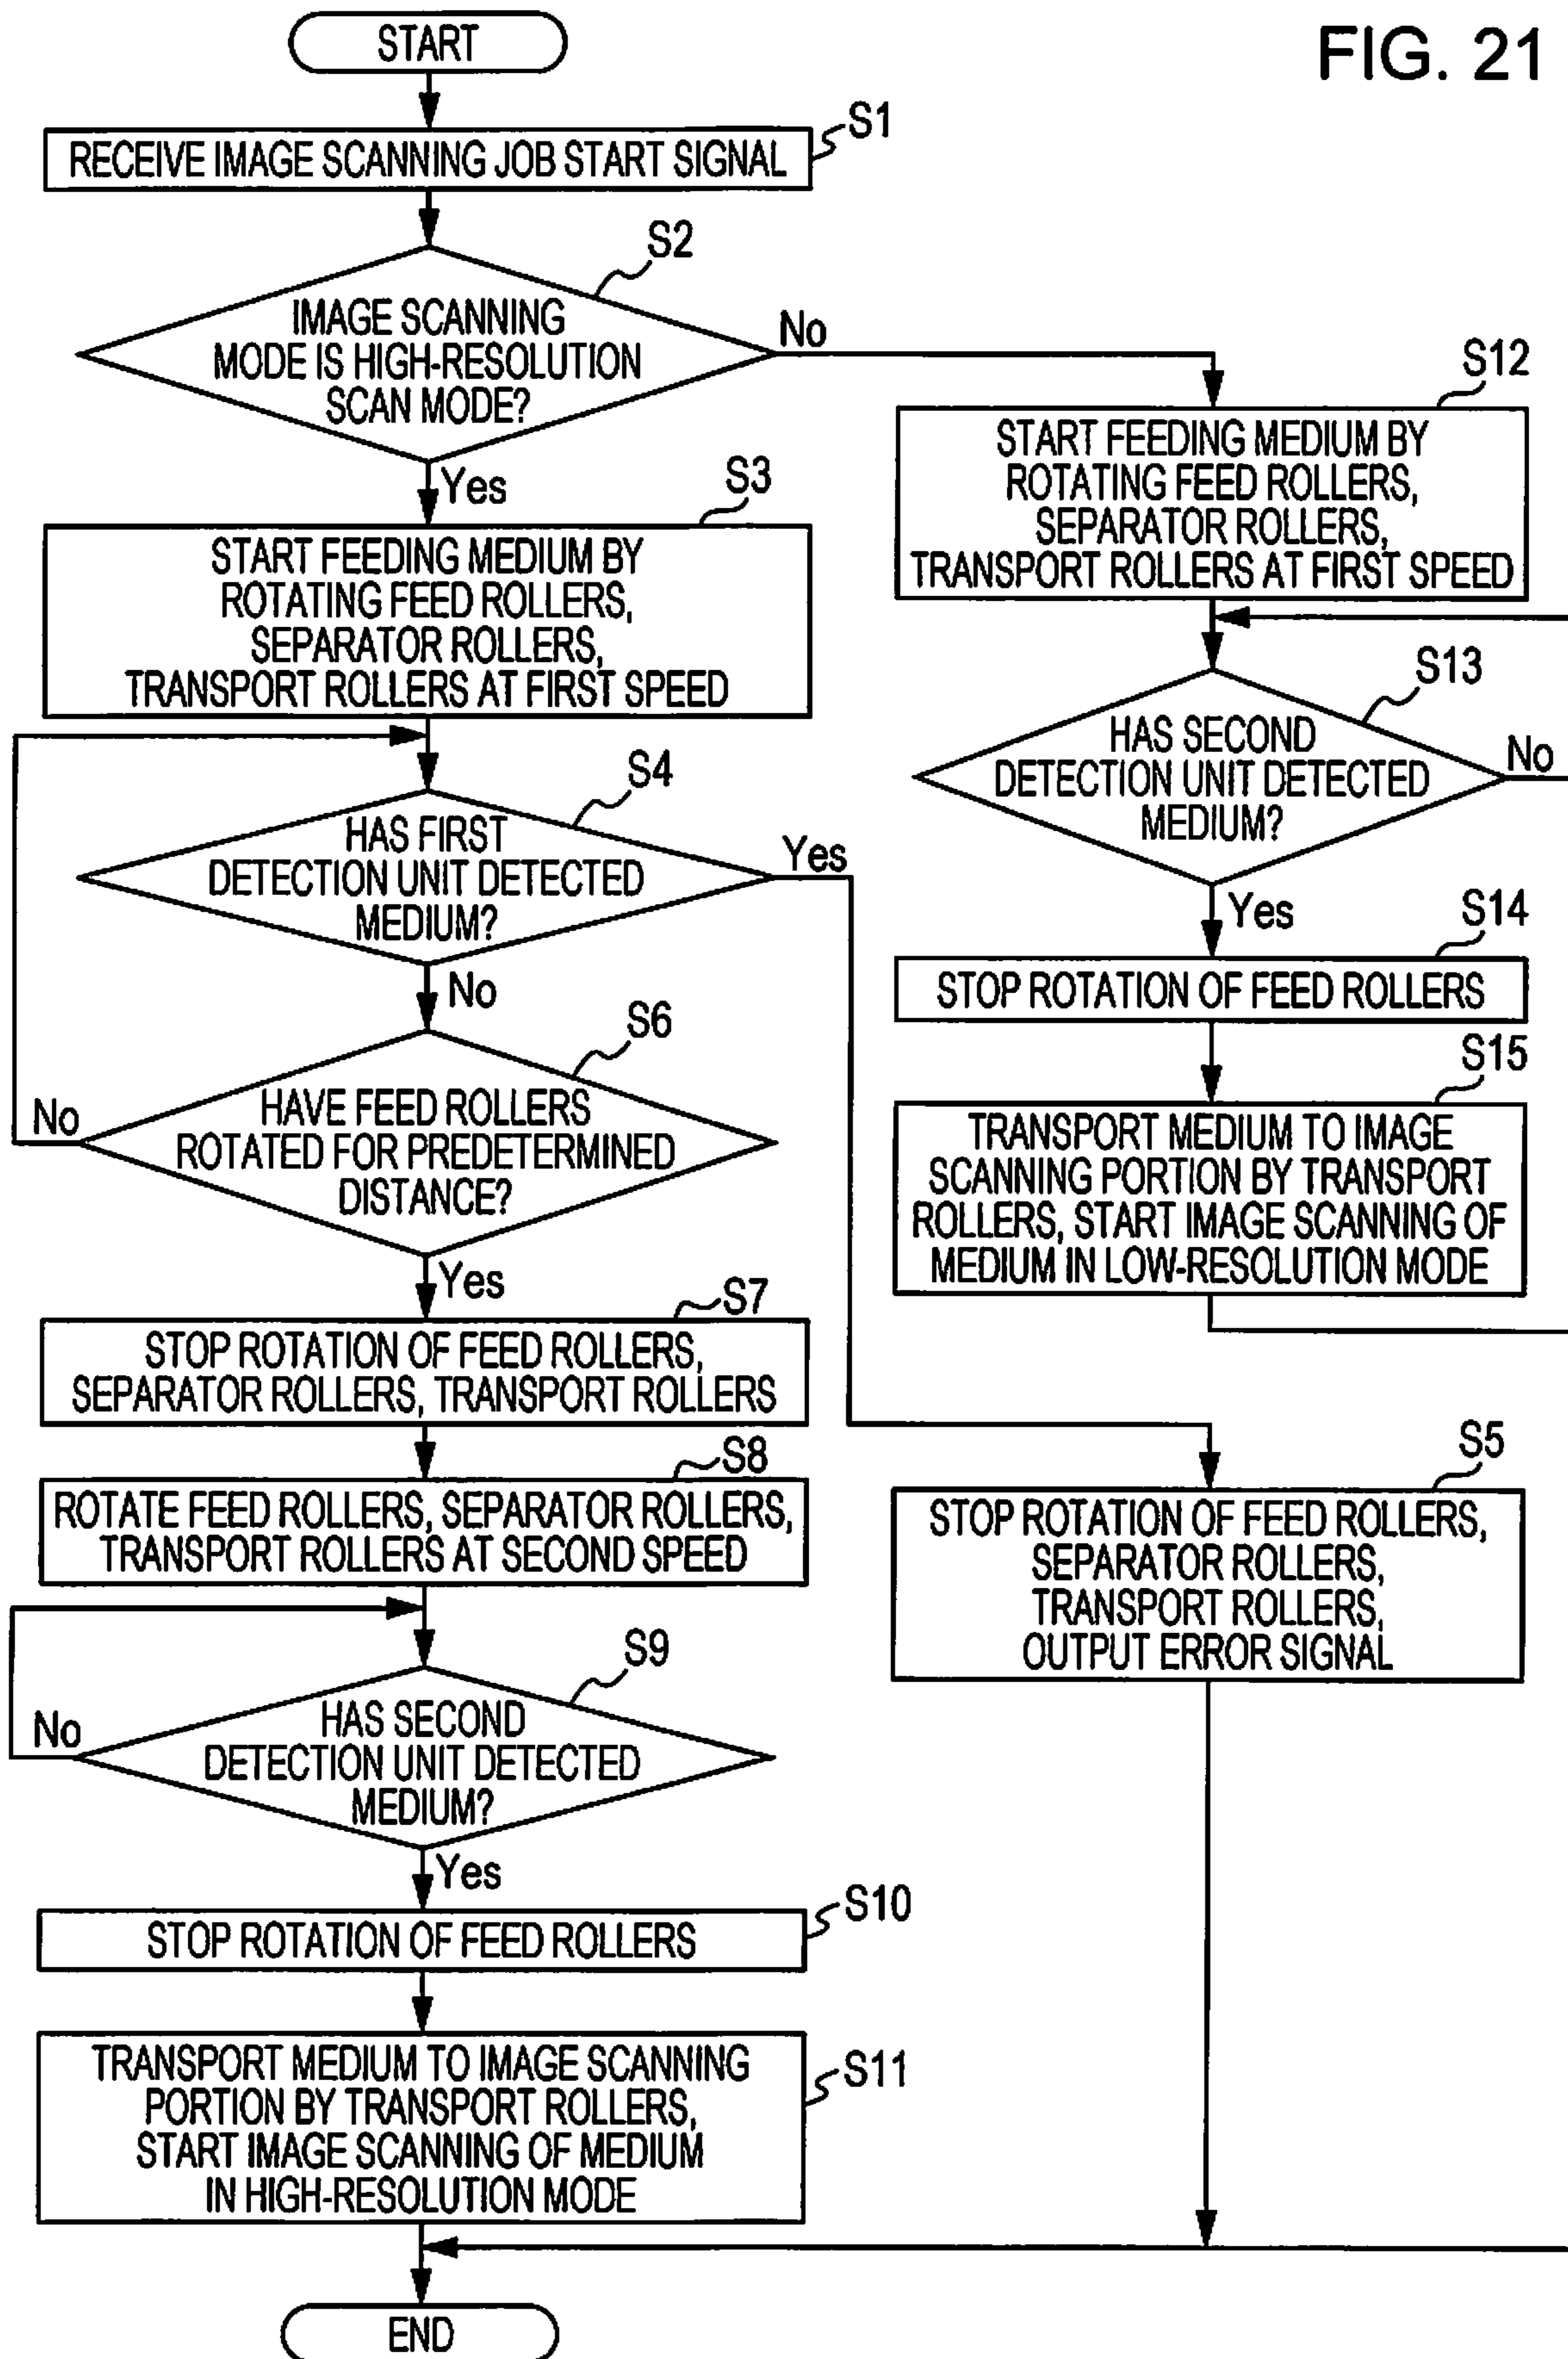 FIG. 21
START
S1
RECEIVE IMAGE SCANNING JOB START SIGNAL
S2
IMAGE SCANNING
MODE IS HIGH-RESOLUTION
SCAN MODE?
No
Yes
S3
START FEEDING MEDIUM BY
ROTATING FEED ROLLERS,
SEPARATOR ROLLERS,
TRANSPORT ROLLERS AT FIRST SPEED
S4
HAS FIRST
DETECTION UNIT DETECTED
MEDIUM?
Yes
No
S6
HAVE FEED ROLLERS
ROTATED FOR PREDETERMINED
DISTANCE?
No
Yes
S7
STOP ROTATION OF FEED ROLLERS,
SEPARATOR ROLLERS, TRANSPORT ROLLERS
S8
ROTATE FEED ROLLERS, SEPARATOR ROLLERS,
TRANSPORT ROLLERS AT SECOND SPEED
S9
HAS SECOND
DETECTION UNIT DETECTED
MEDIUM?
No
Yes
S10
STOP ROTATION OF FEED ROLLERS
S11
TRANSPORT MEDIUM TO IMAGE SCANNING
PORTION BY TRANSPORT ROLLERS,
START IMAGE SCANNING OF MEDIUM
IN HIGH-RESOLUTION MODE
END
S12
START FEEDING MEDIUM BY
ROTATING FEED ROLLERS,
SEPARATOR ROLLERS,
TRANSPORT ROLLERS AT FIRST SPEED
S13
HAS SECOND
DETECTION UNIT DETECTED
MEDIUM?
No
Yes
S14
STOP ROTATION OF FEED ROLLERS
S15
TRANSPORT MEDIUM TO IMAGE
SCANNING PORTION BY TRANSPORT
ROLLERS, START IMAGE SCANNING OF
MEDIUM IN LOW-RESOLUTION MODE
S5
STOP ROTATION OF FEED ROLLERS,
SEPARATOR ROLLERS,
TRANSPORT ROLLERS,
OUTPUT ERROR SIGNAL